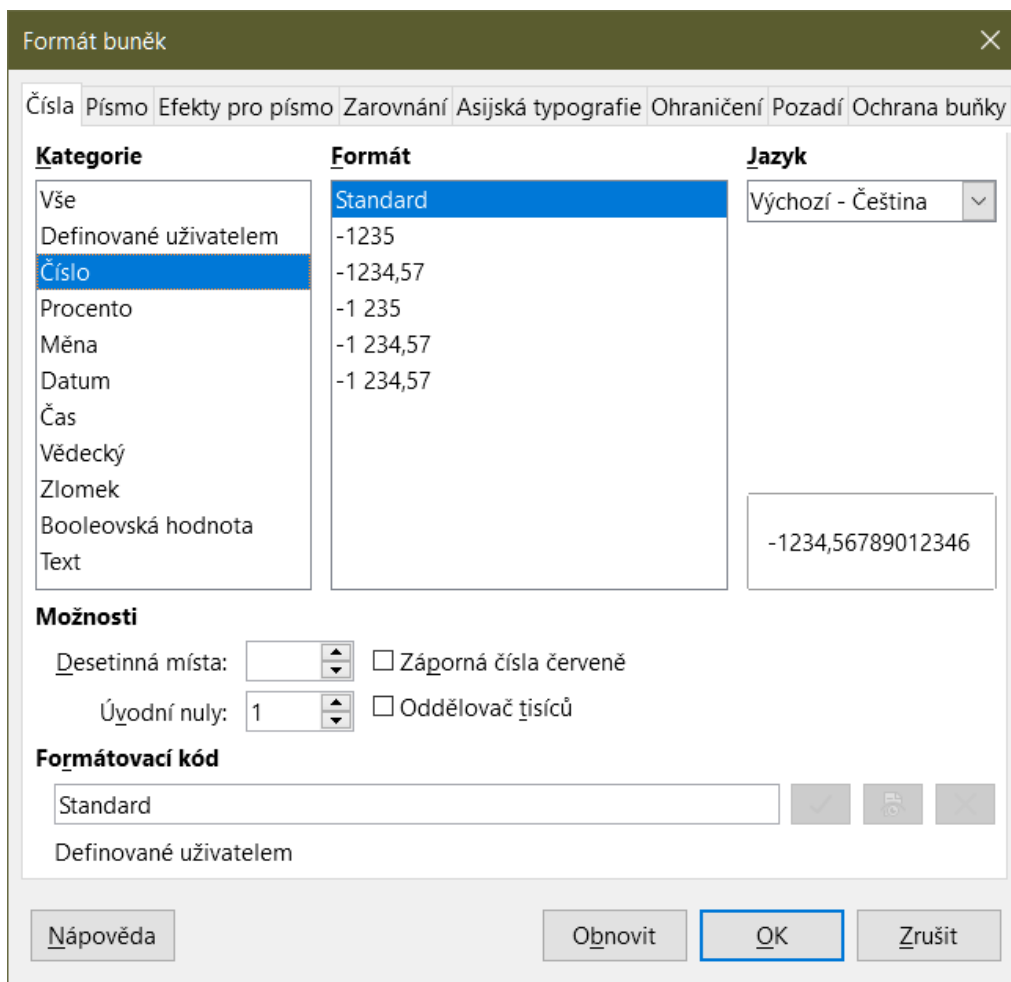 Formát buněk
Čísla Písmo Efekty pro písmo Zarovnání Asijská typografie Ohraničení Pozadí Ochrana buňky
Kategorie
Vše
Definované uživatelem
Číslo
Procento
Měna
Datum
Čas
Vědecký
Zlomek
Booleovská hodnota
Text
Formát
Standard
-1235
-1234,57
-1 235
-1 234,57
-1 234,57
Jazyk
Výchozí - Čeština
-1234,56789012346
Možnosti
Desetinná místa:
Záporná čísla červeně
Úvodní nuly: 1
Oddělovač tisíců
Formátovací kód
Standard
Definované uživatelem
Nápověda Obnovit OK Zrušit